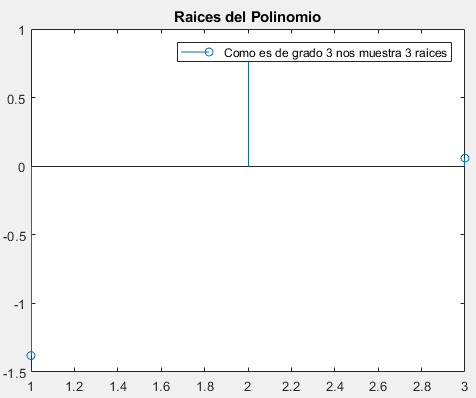 Raices del Polinomio
Como es de grado 3 nos muestra 3 raices
1
0.5
0
-0.5
-1
-1.5
1 1.2 1.4 1.6 1.8 2 2.2 2.4 2.6 2.8 3